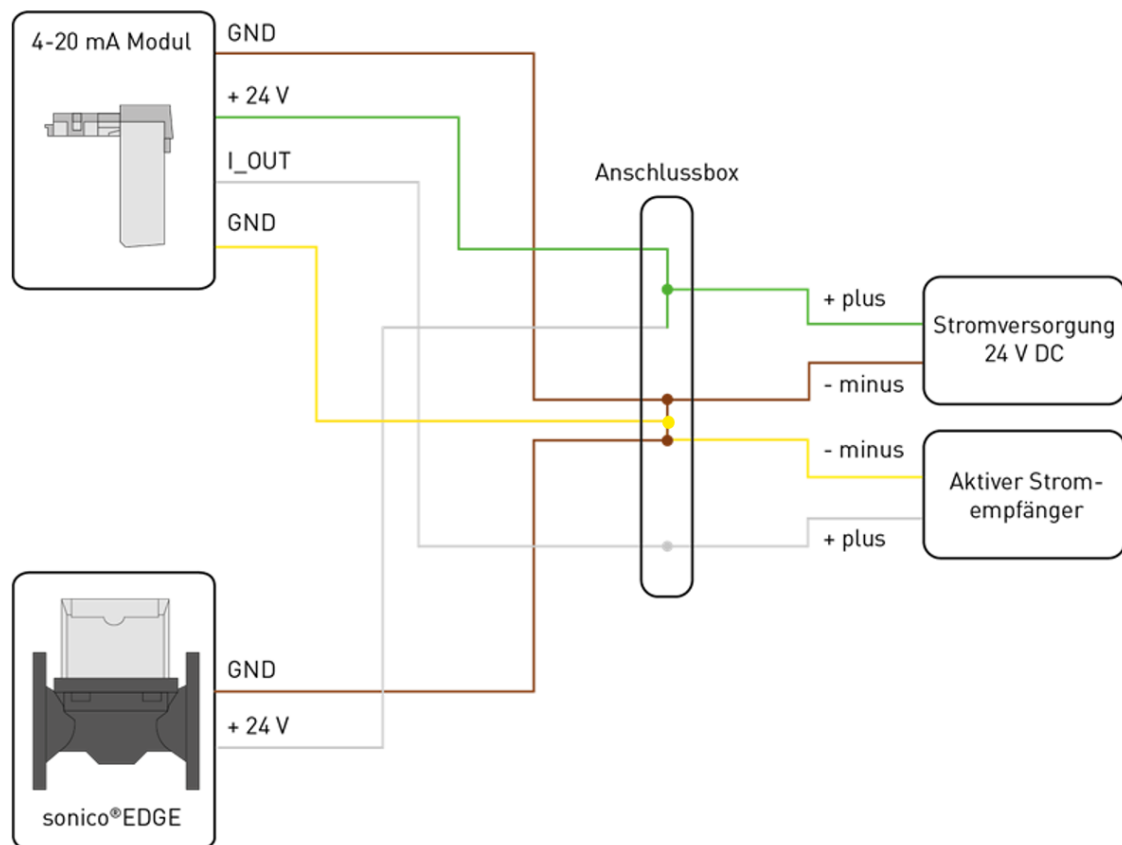 4-20 mA Modul
GND
+ 24 V
I_OUT
GND
Anschlussbox
+ plus
Stromversorgung
24 V DC
- minus
- minus
Aktiver Strom-
empfänger
+ plus
GND
+ 24 V
sonico®EDGE